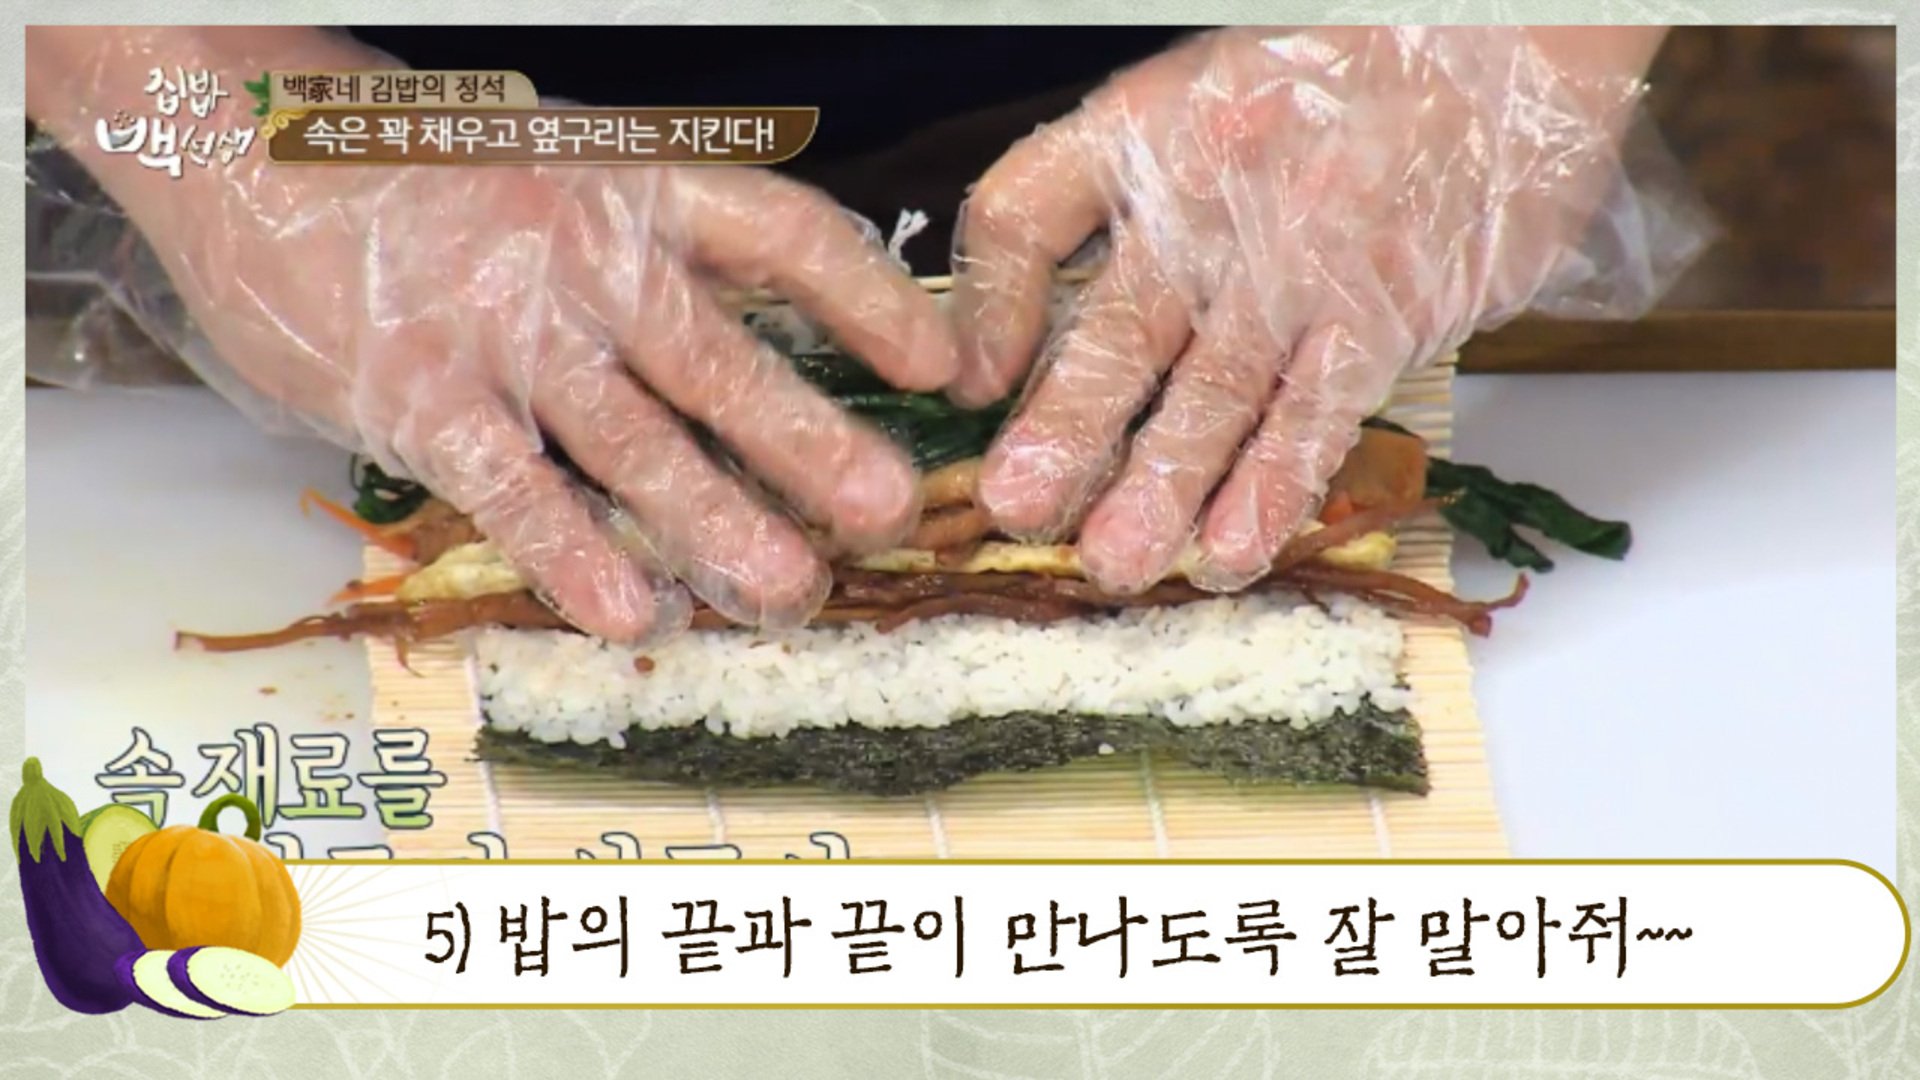 집밥
백선생
백家네 김밥의 정석
속은 꽉 채우고 옆구리는 지킨다!
속재료를
5) 밥의 끝과 끝이 만나도록 잘 말아줘~~